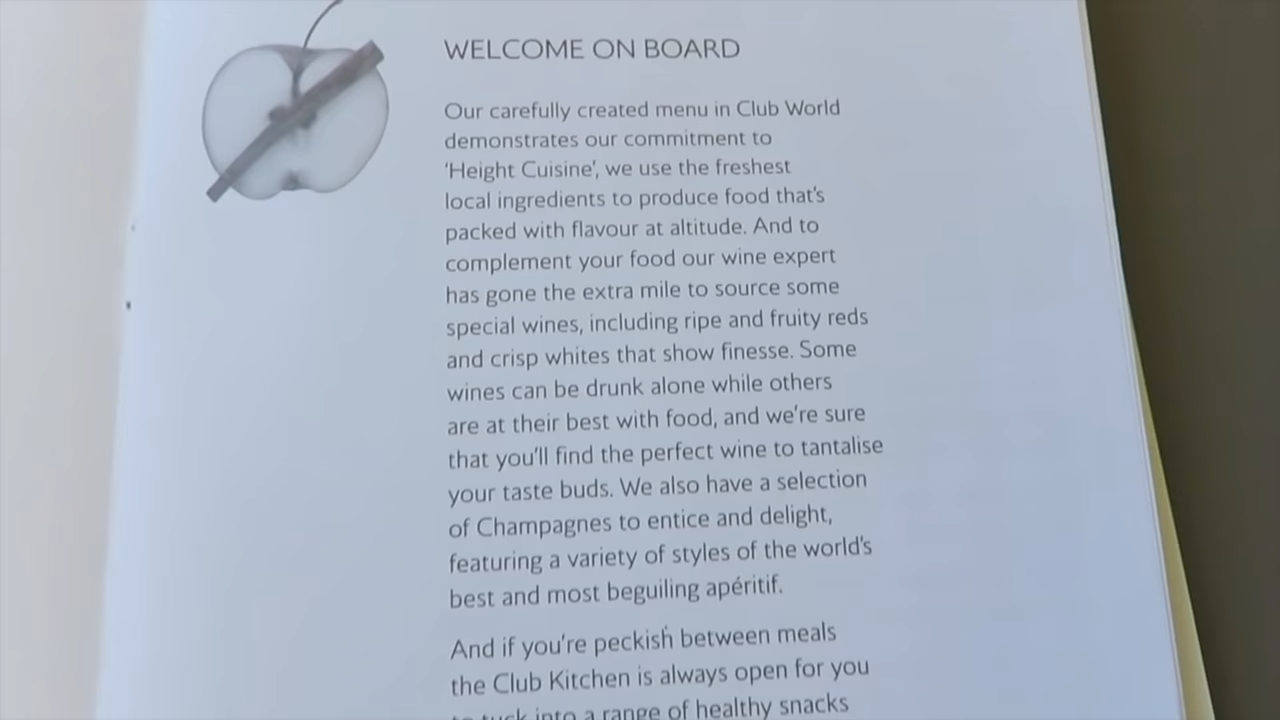 WELCOME ON BOARD
Our carefully created menu in Club World
demonstrates our commitment to
‘Height Cuisine’, we use the freshest
local ingredients to produce food that’s
packed with flavour at altitude. And to
complement your food our wine expert
has gone the extra mile to source some
special wines, including ripe and fruity reds
and crisp whites that show finesse. Some
wines can be drunk alone while others
are at their best with food, and we’re sure
that you’ll find the perfect wine to tantalise
your taste buds. We also have a selection
of Champagnes to entice and delight,
featuring a variety of styles of the world’s
best and most beguiling apéritif.
And if you’re peckish between meals
the Club Kitchen is always open for you
to tuck into a range of healthy snacks